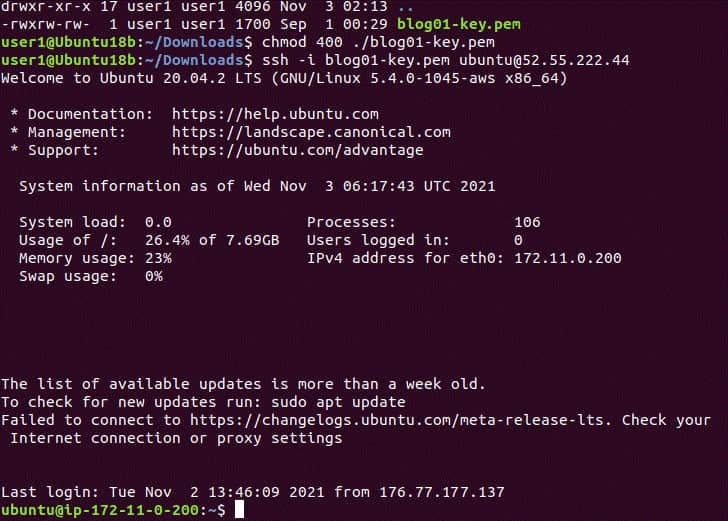 drwxr-xr-x 17 user1 user1 4096 Nov  3 02:13 ..
-rwxrw-rw-  1 user1 user1 1700 Sep  1 00:29 blog01-key.pem
user1@Ubuntu18b:~/Downloads$ chmod 400 ./blog01-key.pem
user1@Ubuntu18b:~/Downloads$ ssh -i blog01-key.pem ubuntu@52.55.222.44
Welcome to Ubuntu 20.04.2 LTS (GNU/Linux 5.4.0-1045-aws x86_64)
 * Documentation:  https://help.ubuntu.com
 * Management:     https://landscape.canonical.com
 * Support:        https://ubuntu.com/advantage
  System information as of Wed Nov  3 06:17:43 UTC 2021
  System load:  0.0               Processes:             106
  Usage of /:   26.4% of 7.69GB   Users logged in:       0
  Memory usage: 23%               IPv4 address for eth0: 172.11.0.200
  Swap usage:   0%
The list of available updates is more than a week old.
To check for new updates run: sudo apt update
Failed to connect to https://changelogs.ubuntu.com/meta-release-lts. Check your
 Internet connection or proxy settings
Last login: Tue Nov  2 13:46:09 2021 from 176.77.177.137
ubuntu@ip-172-11-0-200:~$